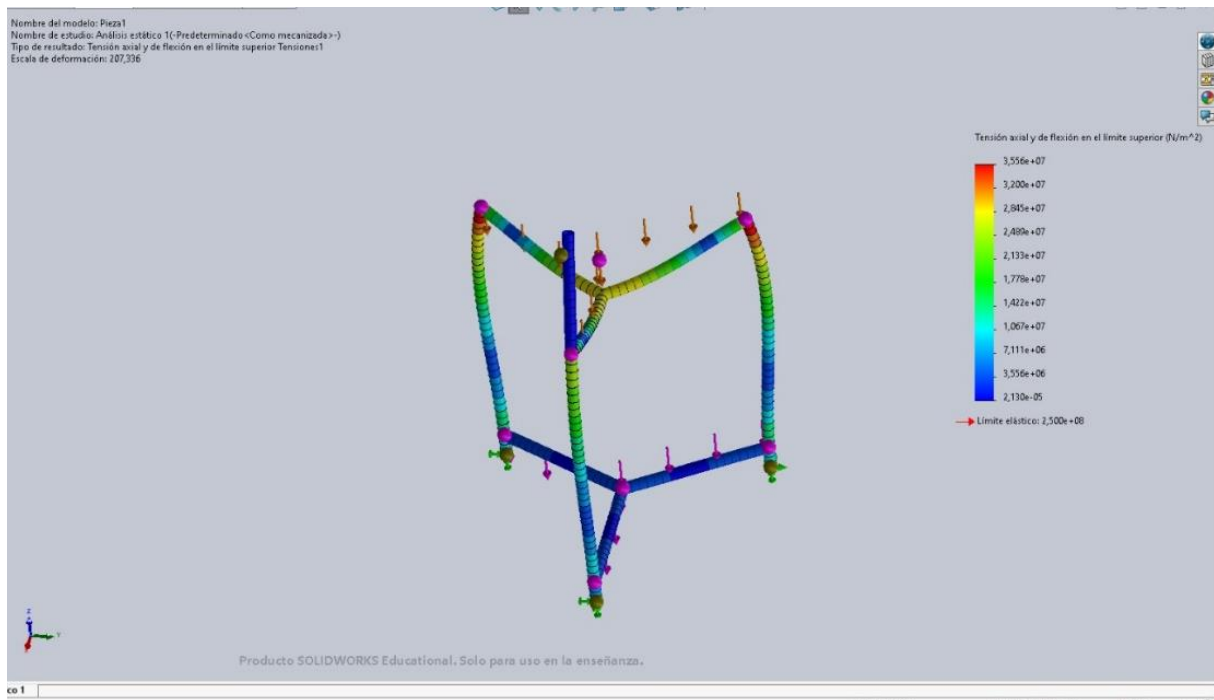 Nombre del modelo: Pieza1
Nombre de estudio: Análisis estático 1(-Predeterminado<Como mecanizada>-)
Tipo de resultado: Tensión axial y de flexión en el límite superior Tensiones1
Escala de deformación: 207,336
Tensión axial y de flexión en el límite superior (N/m^2)
3,556e+07
3,200e+07
2,845e+07
2,489e+07
2,133e+07
1,778e+07
1,422e+07
1,067e+07
7,111e+06
3,556e+06
2,130e-05
Límite elástico: 2,500e+08
Z
Y
Producto SOLIDWORKS Educational. Solo para uso en la enseñanza.
co 1